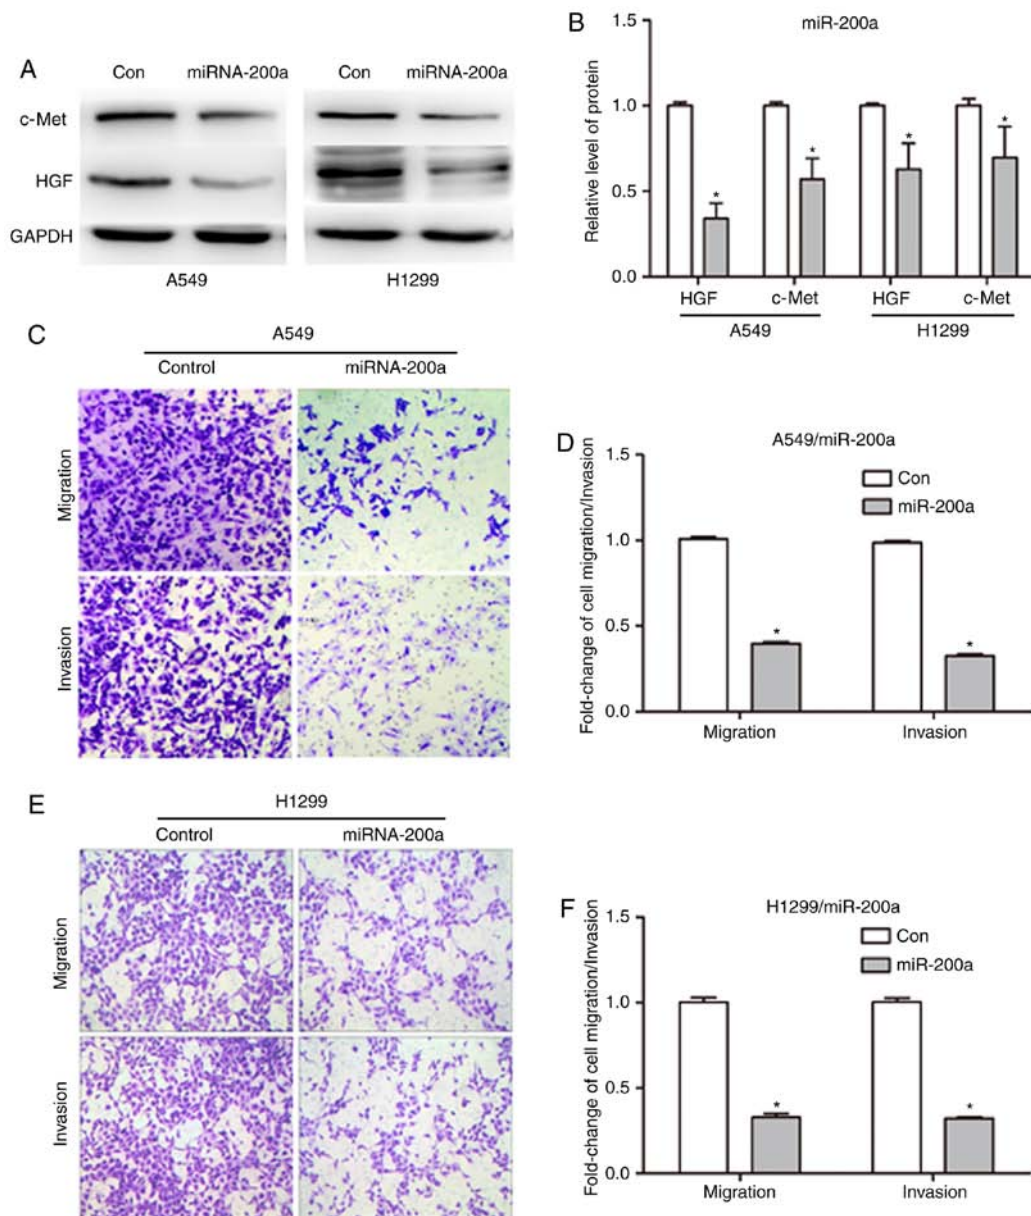 A
Con miRNA-200a Con miRNA-200a
c-Met
HGF
GAPDH
A549 H1299
B
miR-200a
Relative level of protein
1.5
1.0
0.5
0.0
* * * *
HGF c-Met HGF c-Met
A549 H1299
C
A549
Control miRNA-200a
Migration
Invasion
D
A549/miR-200a
Fold-change of cell migration/Invasion
1.5
1.0
0.5
0.0
Con
miR-200a
* *
Migration Invasion
E
H1299
Control miRNA-200a
Migration
Invasion
F
H1299/miR-200a
Fold-change of cell migration/Invasion
1.5
1.0
0.5
0.0
Con
miR-200a
* *
Migration Invasion